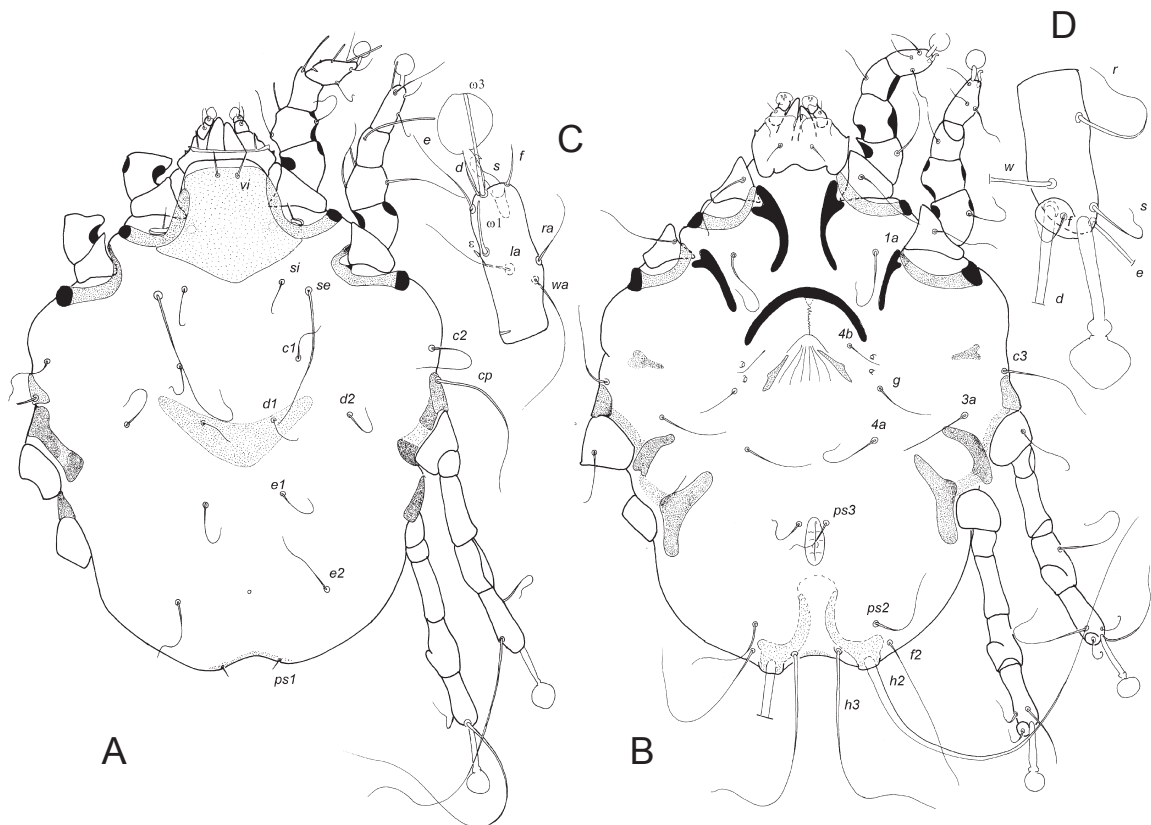 D
r
ω3
C
e
d
s
f
w
vi
s
ω1
f
ε
la
ra
1a
e
si
wa
d
se
c1
c2
4b
cp
g
c3
d1
d2
3a
4a
e1
ps3
e2
ps2
f2
ps1
h2
h3
A
B